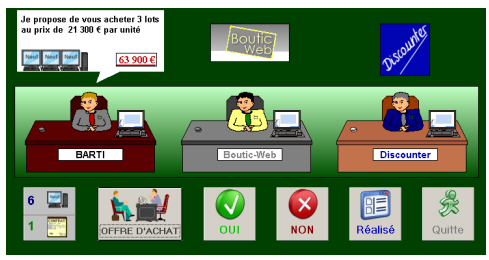 Je propose de vous acheter 3 lots
au prix de 21 300 € par unité
Neuf Neuf Neuf
63 900 €
Boutic
Web
Discounter
BARTI
Boutic-Web
Discounter
6
1
CONTRAT
OFFRE D'ACHAT
OUI
NON
Réalisé
Quitte